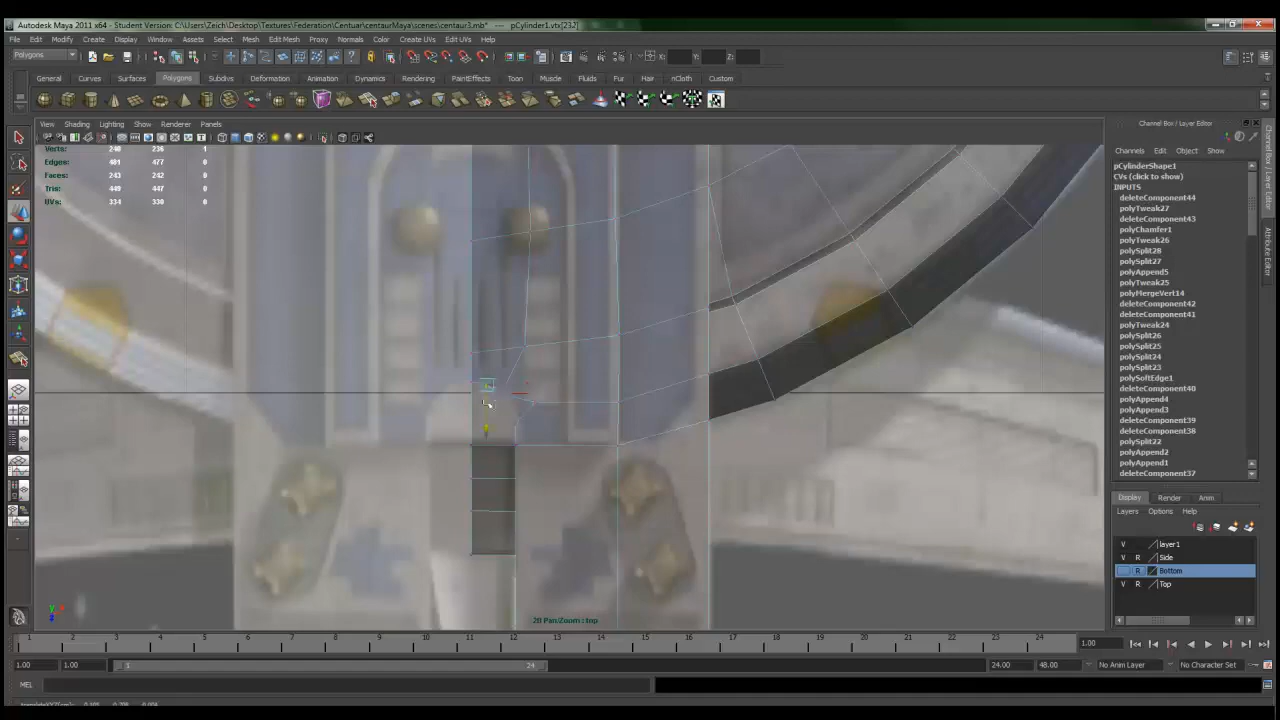 Autodesk Maya 2011 x64 - Student Version: C:\Users\Zeich\Desktop\Textures\Federation\Centuar\centaurMaya\scenes\centaur3.mb* --- pCylinder1.vtx[232]
File Edit Modify Create Display Window Assets Select Mesh Edit Mesh Proxy Normals Color Create UVs Edit UVs Help
Polygons X: Y: Z:
General Curves Surfaces Polygons Subdivs Deformation Animation Dynamics Rendering PaintEffects Toon Muscle Fluids Fur Hair nCloth Custom
View Shading Lighting Show Renderer Panels
Verts: 240 236 1
Edges: 481 477 0
Faces: 243 242 0
Tris: 449 447 0
UVs: 334 330 0
2D Pan/Zoom : top
Channel Box / Layer Editor
Channels Edit Object Show
pCylinderShape1
CVs (click to show)
INPUTS
deleteComponent44
polyTweak27
deleteComponent43
polyChamfer1
polyTweak26
polySplit28
polySplit27
polyAppend5
polyTweak25
polyMergeVert14
deleteComponent42
deleteComponent41
polyTweak24
polySplit26
polySplit25
polySplit24
polySplit23
polySoftEdge1
deleteComponent40
polyAppend4
polyAppend3
deleteComponent39
deleteComponent38
polySplit22
polyAppend2
polyAppend1
deleteComponent37
Display Render Anim
Layers Options Help
V layer1
V R Side
R Bottom
V R Top
Channel Box / Layer Editor
Attribute Editor
1 2 3 4 5 6 7 8 9 10 11 12 13 14 15 16 17 18 19 20 21 22 23 24 1.00
1.00 1.00 1 24 24.00 48.00 No Anim Layer No Character Set
MEL